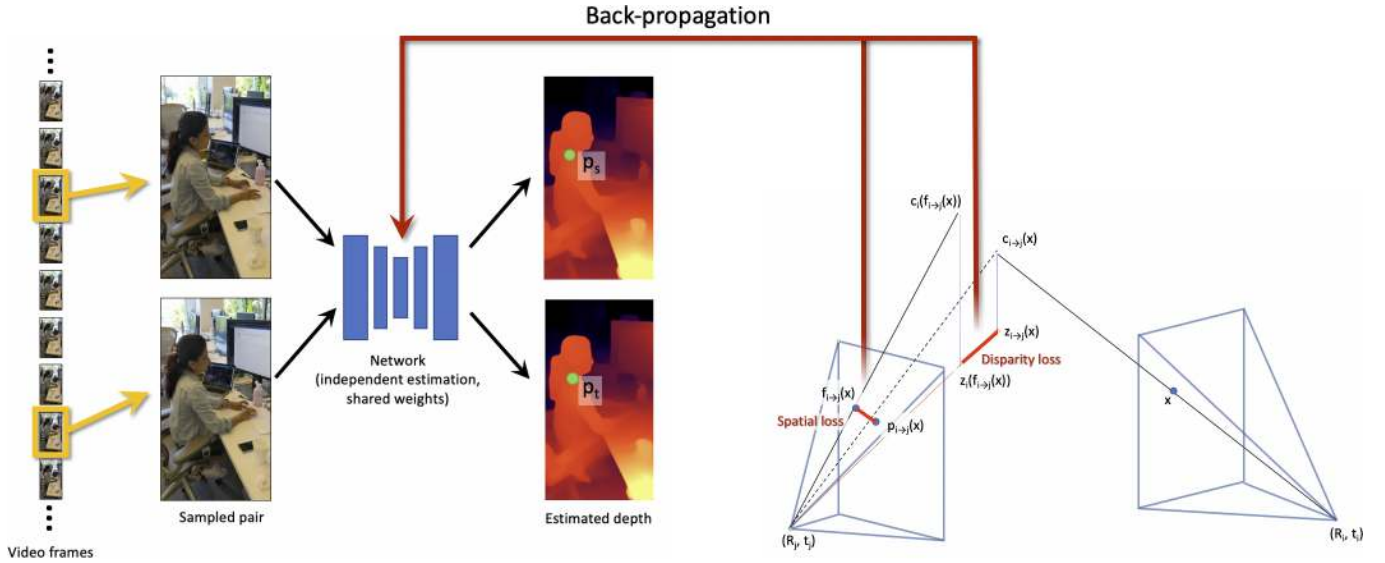 Back-propagation
p_s
p_t
Network
(independent estimation,
shared weights)
Sampled pair
Estimated depth
Video frames
c_i(f_{i→j}(x))
c_{i→j}(x)
z_{i→j}(x)
Disparity loss
z_i(f_{i→j}(x))
f_{i→j}(x)
Spatial loss
p_{i→j}(x)
x
(R_j, t_j)
(R_i, t_i)